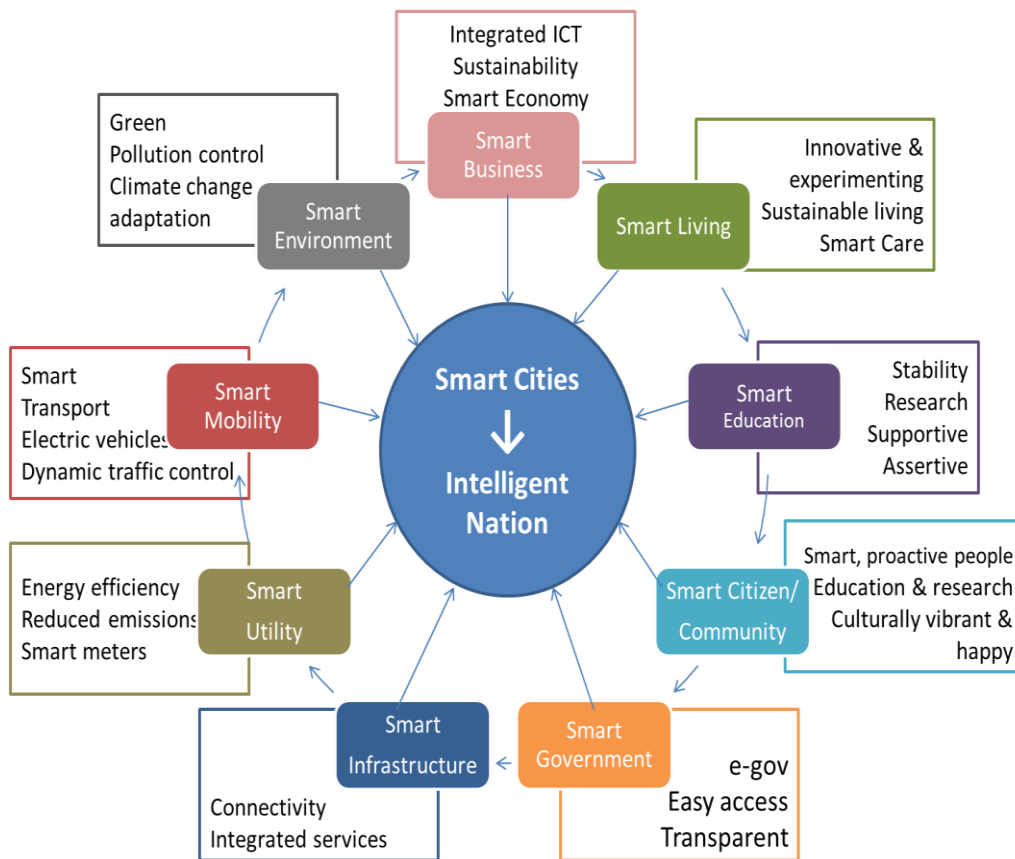 Integrated ICT
Sustainability
Smart Economy
Smart
Business
Green
Pollution control
Climate change
adaptation
Smart
Environment
Innovative &
experimenting
Sustainable living
Smart Care
Smart Living
Smart Cities
Intelligent
Nation
Smart
Transport
Electric vehicles
Dynamic traffic control
Smart
Mobility
Stability
Research
Supportive
Assertive
Smart
Education
Energy efficiency
Reduced emissions
Smart meters
Smart
Utility
Smart, proactive people
Education & research
Culturally vibrant &
happy
Smart Citizen/
Community
Smart
Infrastructure
Connectivity
Integrated services
Smart
Government
e-gov
Easy access
Transparent